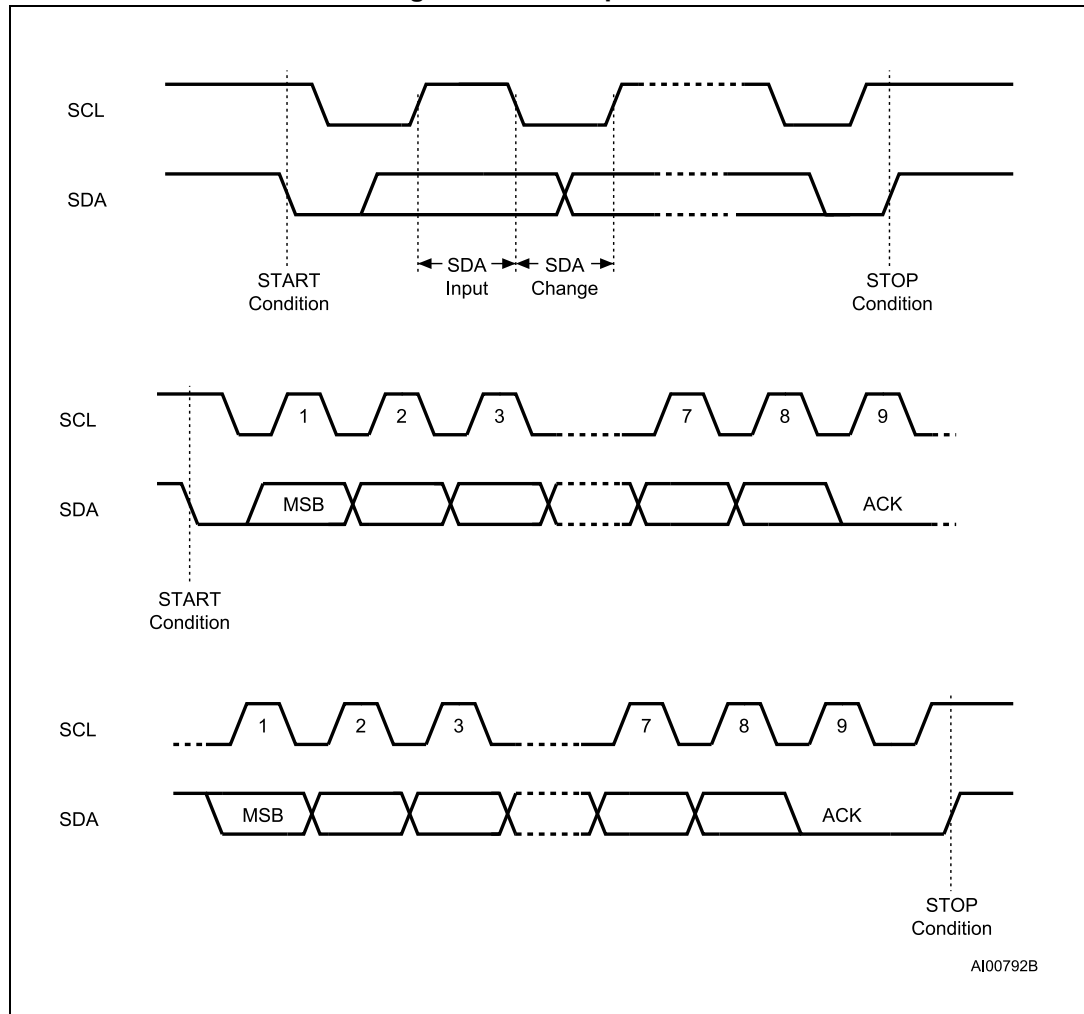 SCL
SDA
SDA
Input
SDA
Change
START
Condition
STOP
Condition
SCL
1 2 3 7 8 9
SDA
MSB ACK
START
Condition
SCL
1 2 3 7 8 9
SDA
MSB ACK
STOP
Condition
AI00792B